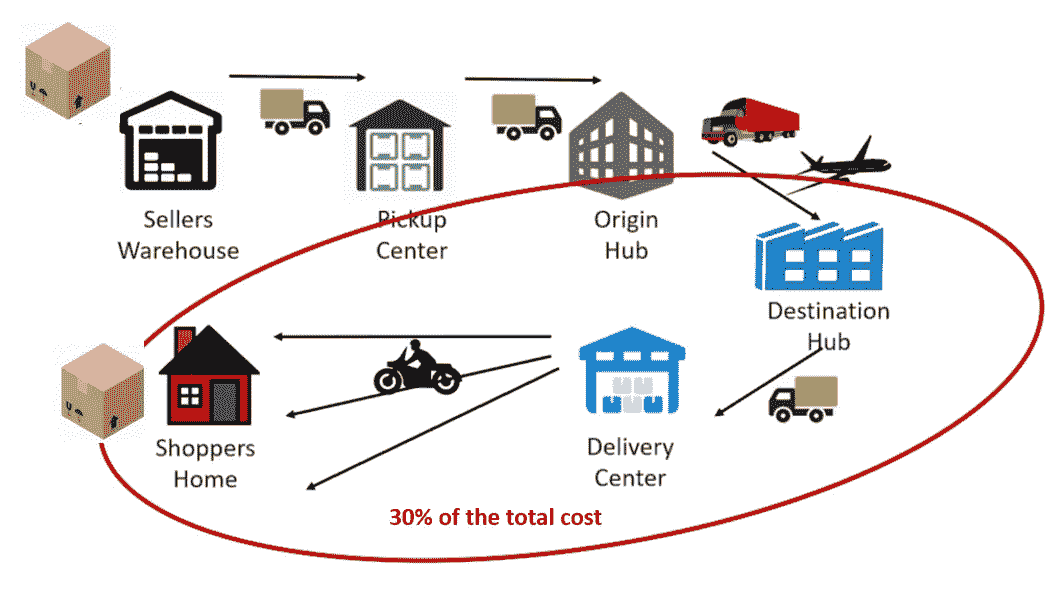 Sellers
Warehouse
Pickup
Center
Origin
Hub
Destination
Hub
Shoppers
Home
Delivery
Center
30% of the total cost